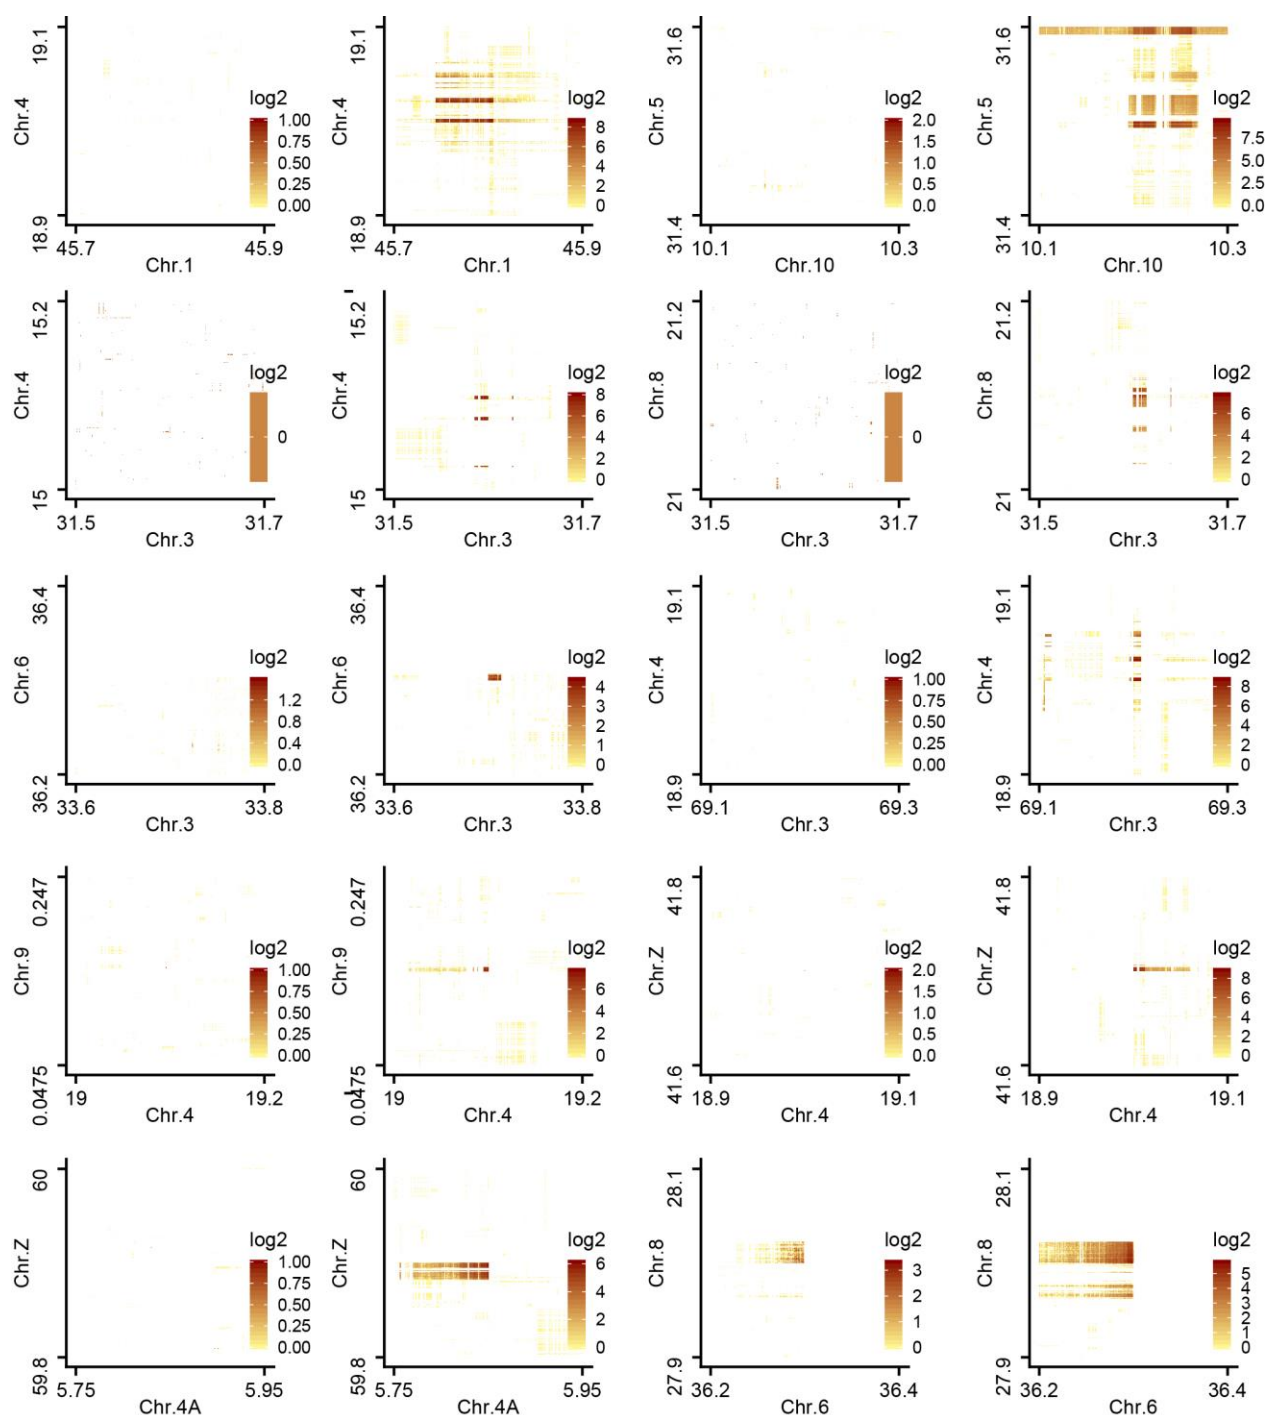 19.1
Chr.4
18.9
log2
1.00
0.75
0.50
0.25
0.00
45.7
45.9
Chr.1
19.1
Chr.4
18.9
log2
8
6
4
2
0
45.7
45.9
Chr.1
31.6
Chr.5
31.4
log2
2.0
1.5
1.0
0.5
0.0
10.1
10.3
Chr.10
31.6
Chr.5
31.4
log2
7.5
5.0
2.5
0.0
10.1
10.3
Chr.10
15.2
Chr.4
15
log2
0
31.5
31.7
Chr.3
15.2
Chr.4
15
log2
8
6
4
2
0
31.5
31.7
Chr.3
21.2
Chr.8
21
log2
0
31.5
31.7
Chr.3
21.2
Chr.8
21
log2
6
4
2
0
31.5
31.7
Chr.3
36.4
Chr.6
36.2
log2
1.2
0.8
0.4
0.0
33.6
33.8
Chr.3
36.4
Chr.6
36.2
log2
4
3
2
1
0
33.6
33.8
Chr.3
19.1
Chr.4
18.9
log2
1.00
0.75
0.50
0.25
0.00
69.1
69.3
Chr.3
19.1
Chr.4
18.9
log2
8
6
4
2
0
69.1
69.3
Chr.3
0.247
Chr.9
0.0475
log2
1.00
0.75
0.50
0.25
0.00
19
19.2
Chr.4
0.247
Chr.9
0.0475
log2
6
4
2
0
19
19.2
Chr.4
41.8
Chr.Z
41.6
log2
2.0
1.5
1.0
0.5
0.0
18.9
19.1
Chr.4
41.8
Chr.Z
41.6
log2
8
6
4
2
0
18.9
19.1
Chr.4
60
Chr.Z
59.8
log2
1.00
0.75
0.50
0.25
0.00
5.75
5.95
Chr.4A
60
Chr.Z
59.8
log2
6
4
2
0
5.75
5.95
Chr.4A
28.1
Chr.8
27.9
log2
3
2
1
0
36.2
36.4
Chr.6
28.1
Chr.8
27.9
log2
5
4
3
2
1
0
36.2
36.4
Chr.6